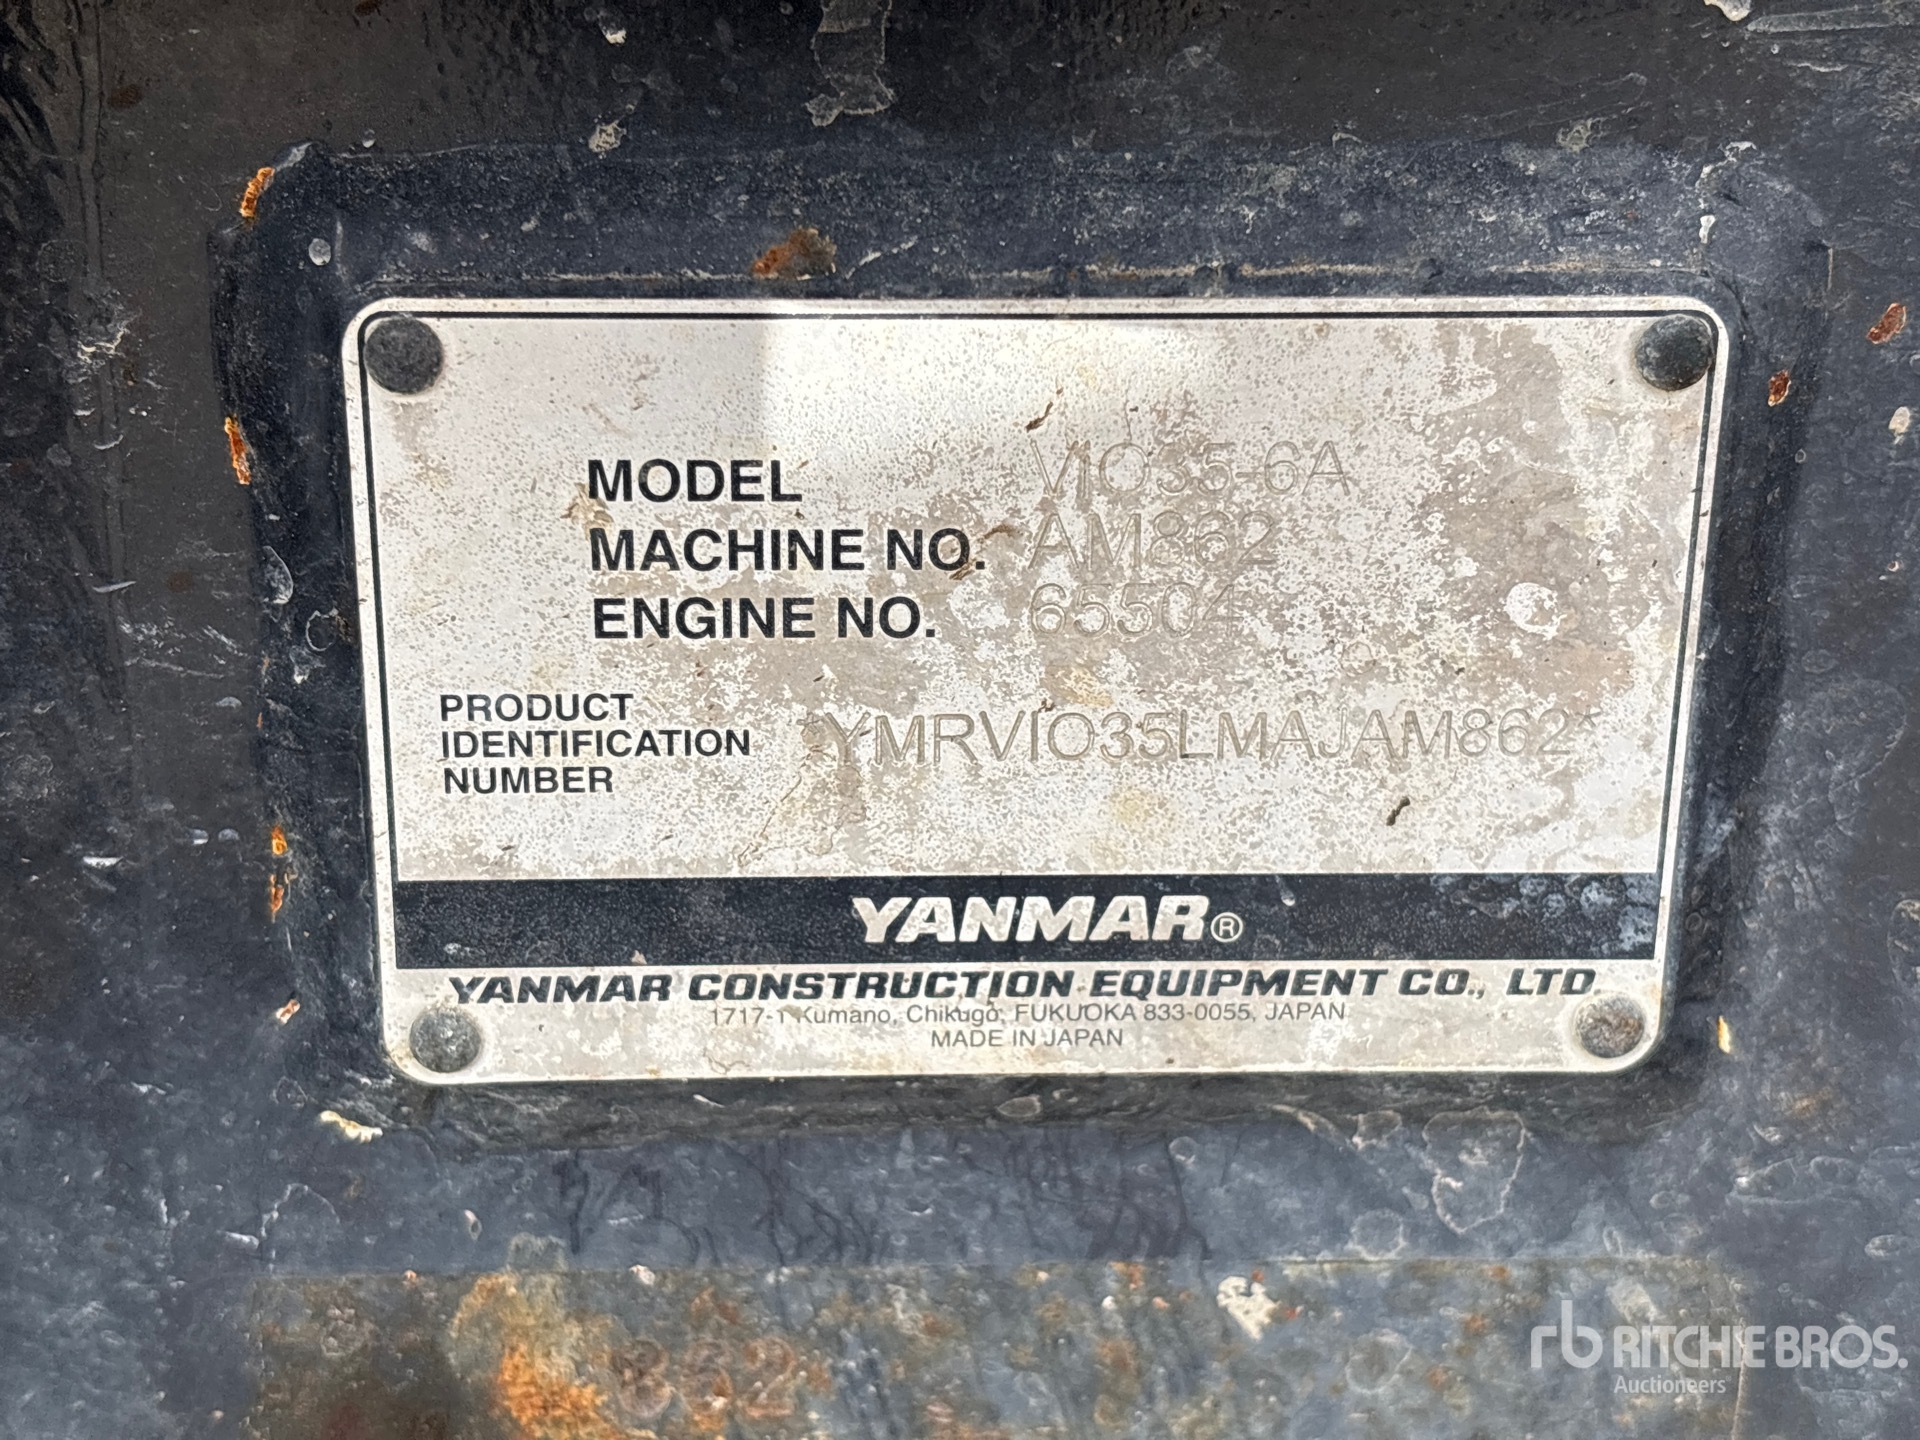 MODEL VIO35-6A
MACHINE NO. AM862
ENGINE NO. 65504
PRODUCT
IDENTIFICATION *YMRVIO35LMAJAM862*
NUMBER
YANMAR®
YANMAR CONSTRUCTION EQUIPMENT CO., LTD.
1717-1 Kumano, Chikugo, FUKUOKA 833-0055, JAPAN
MADE IN JAPAN
rb RITCHIE BROS.
Auctioneers